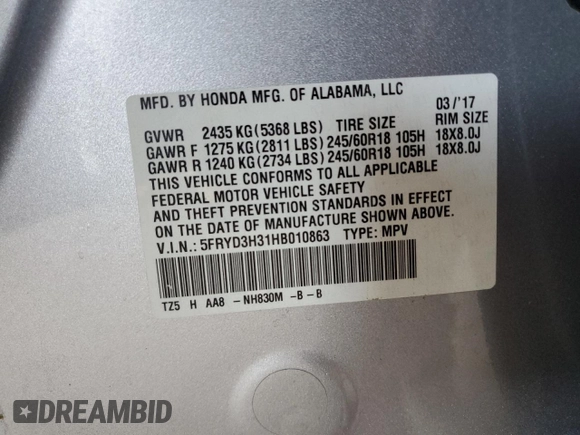 MFD. BY HONDA MFG. OF ALABAMA, LLC 03/'17
GVWR 2435 KG(5368 LBS) TIRE SIZE RIM SIZE
GAWR F 1275 KG(2811 LBS) 245/60R18 105H 18X8.0J
GAWR R 1240 KG(2734 LBS) 245/60R18 105H 18X8.0J
THIS VEHICLE CONFORMS TO ALL APPLICABLE
FEDERAL MOTOR VEHICLE SAFETY
AND THEFT PREVENTION STANDARDS IN EFFECT
ON THE DATE OF MANUFACTURE SHOWN ABOVE.
V.I.N.: 5FRYD3H31HB010863 TYPE: MPV
TZ5 H AA8 -NH830M -B-B
DREAMBID